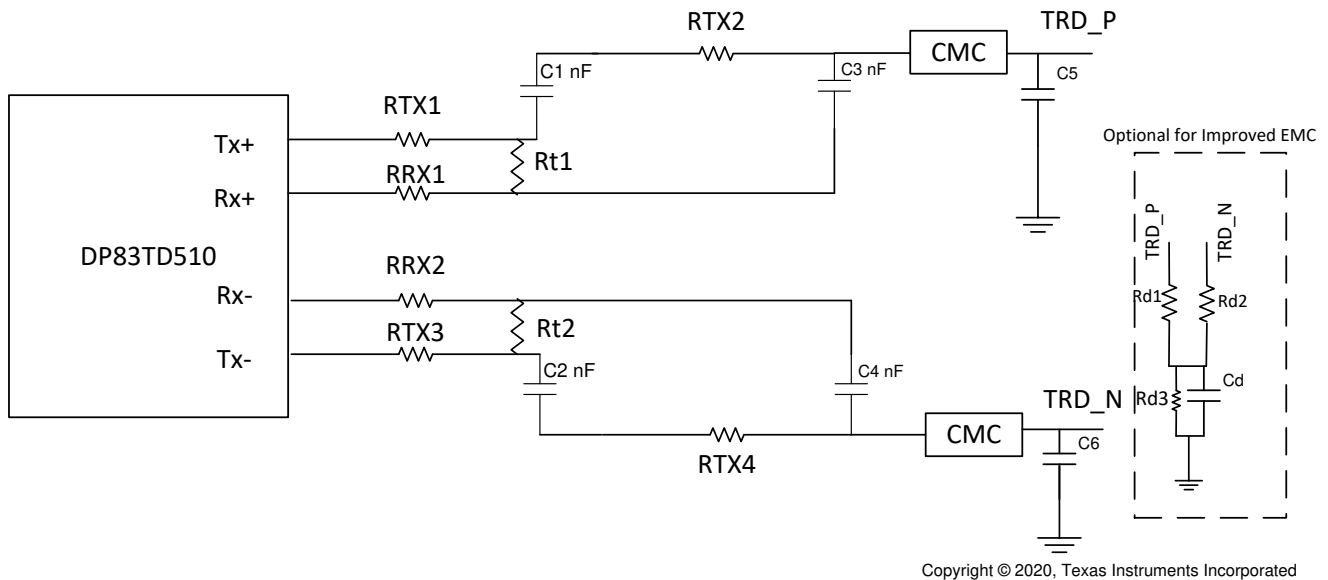 RTX2
TRD_P
CMC
C1 nF
C3 nF
C5
RTX1
Tx+
Rt1
RRX1
Rx+
Optional for Improved EMC
TRD_P
TRD_N
DP83TD510
RRX2
Rx-
Rd1
Rd2
RTX3
Rt2
Tx-
C2 nF
C4 nF
TRD_N
Rd3
Cd
CMC
C6
RTX4
Copyright © 2020, Texas Instruments Incorporated